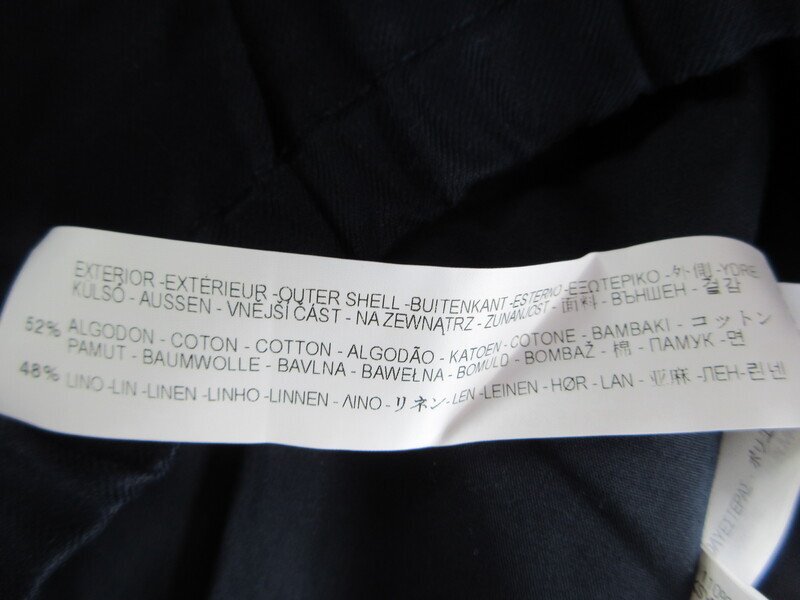 EXTERIOR -EXTÉRIEUR -OUTER SHELL -BUITENKANT -ESTERNO -ΕΞΩΤΕΡΙΚΟ -外側 -YDRE
KÜLSŐ - AUSSEN - VNĚJŠÍ ČÁST - NA ZEWNĄTRZ - ZUNANJOST - 面料 - ВЪНШЕН - 겉감
52% ALGODON - COTON - COTTON - ALGODÃO - KATOEN - COTONE - BAMBAKI - コットン
PAMUT - BAUMWOLLE - BAVLNA - BAWEŁNA - BOMULD - BOMBAŽ - 棉 - ПАМУК - 면
48% LINO -LIN -LINEN -LINHO -LINNEN - ΛΙΝΟ - リネン -LEN -LEINEN - HØR - LAN - 亚麻 -ЛЕН -린넨